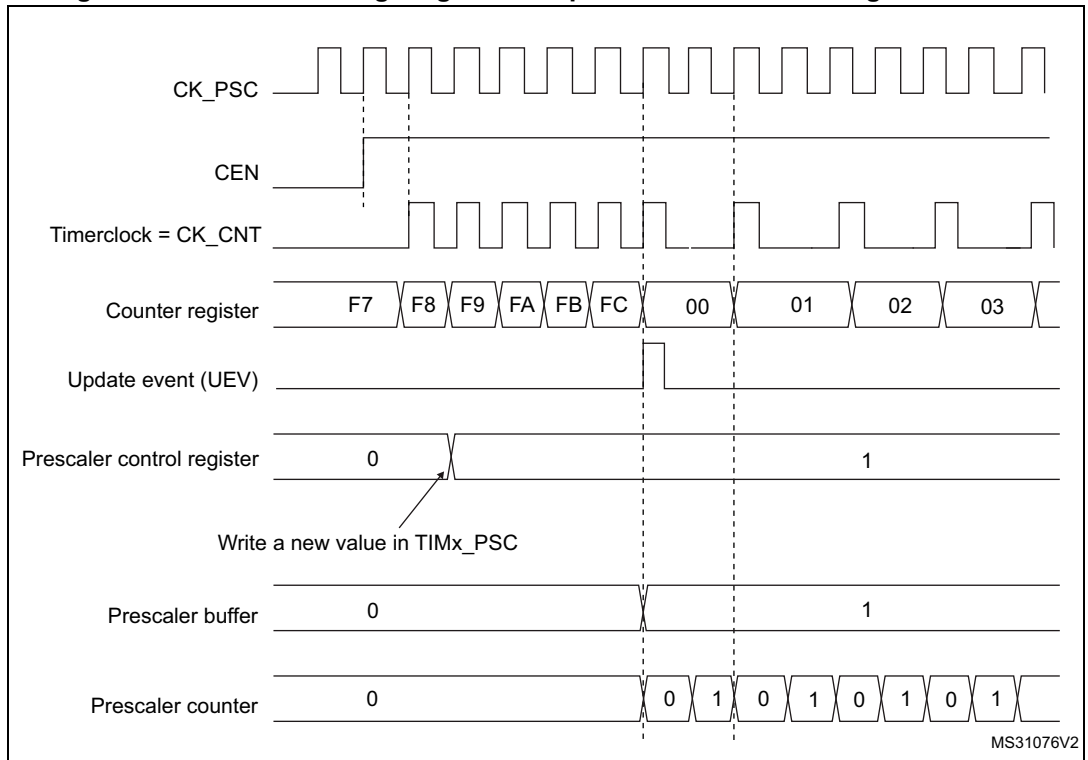 CK_PSC
CEN
Timerclock = CK_CNT
Counter register F7 F8 F9 FA FB FC 00 01 02 03
Update event (UEV)
Prescaler control register 0 1
Write a new value in TIMx_PSC
Prescaler buffer 0 1
Prescaler counter 0 0 1 0 1 0 1 0 1
MS31076V2